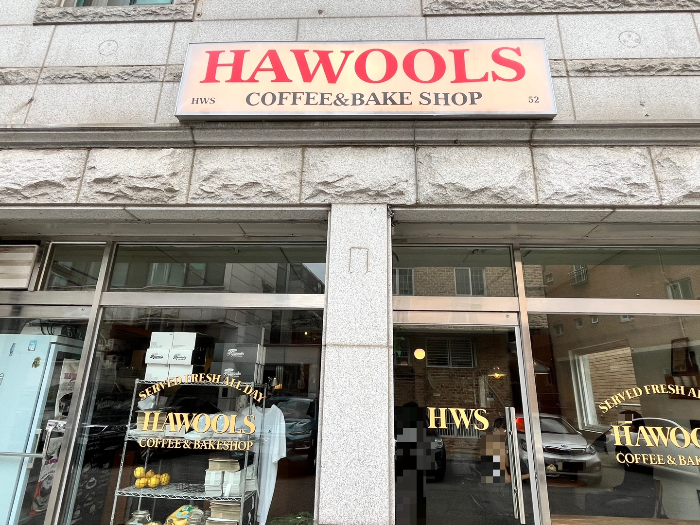 HAWOOLS
HWS
COFFEE&BAKE SHOP
52
SERVED FRESH ALL DAY
HAWOOLS
COFFEE&BAKESHOP
HWS
SERVED FRESH AL
HAWOO
COFFEE & BAK